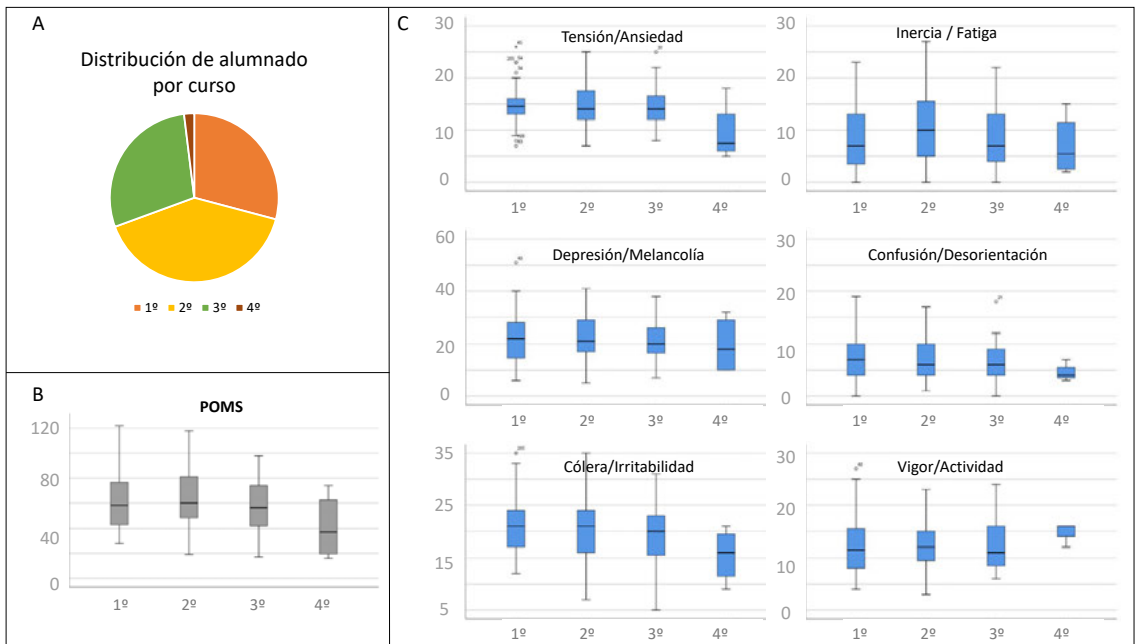 A
Distribución de alumnado
por curso
1º 2º 3º 4º
B
POMS
120
80
40
0
1º 2º 3º 4º
C
Tensión/Ansiedad
30
20
10
0
1º 2º 3º 4º
Inercia / Fatiga
30
20
10
0
1º 2º 3º 4º
Depresión/Melancolía
60
40
20
0
1º 2º 3º 4º
Confusión/Desorientación
30
20
10
0
1º 2º 3º 4º
Cólera/Irritabilidad
35
25
15
5
1º 2º 3º 4º
Vigor/Actividad
30
20
10
0
1º 2º 3º 4º